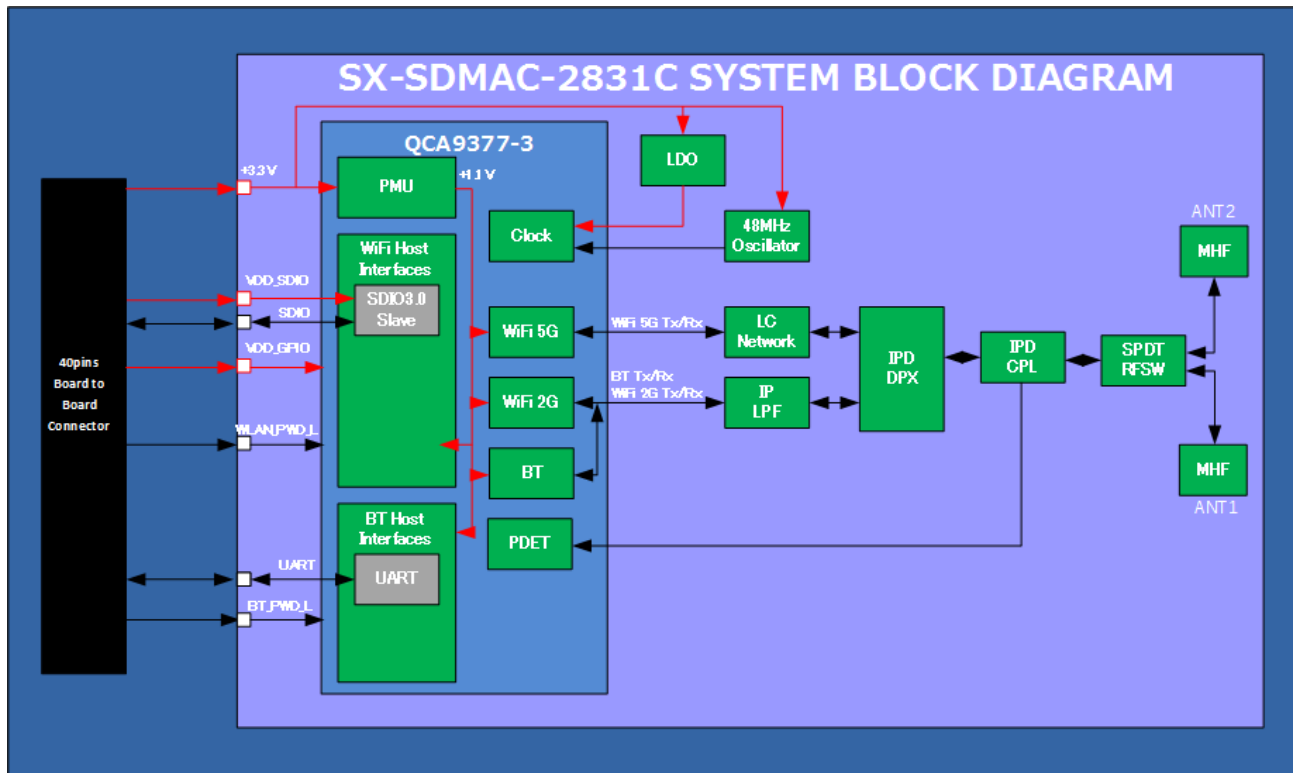 SX-SDMAC-2831C SYSTEM BLOCK DIAGRAM
QCA9377-3
+3.3V
PMU
+1.1V
LDO
Clock
48MHz
Oscillator
WiFi Host
Interfaces
VDD_SDIO
SDIO3.0
Slave
SDIO
VDD_GPIO
40pins
Board to
Board
Connector
WLAN_PWD_L
WiFi 5G
WiFi 5G Tx/Rx
LC
Network
WiFi 2G
BT Tx/Rx
WiFi 2G Tx/Rx
IP
LPF
IPD
DPX
IPD
CPL
SPDT
RFSW
ANT2
MHF
MHF
ANT1
BT
PDET
BT Host
Interfaces
UART
UART
BT_PWD_L